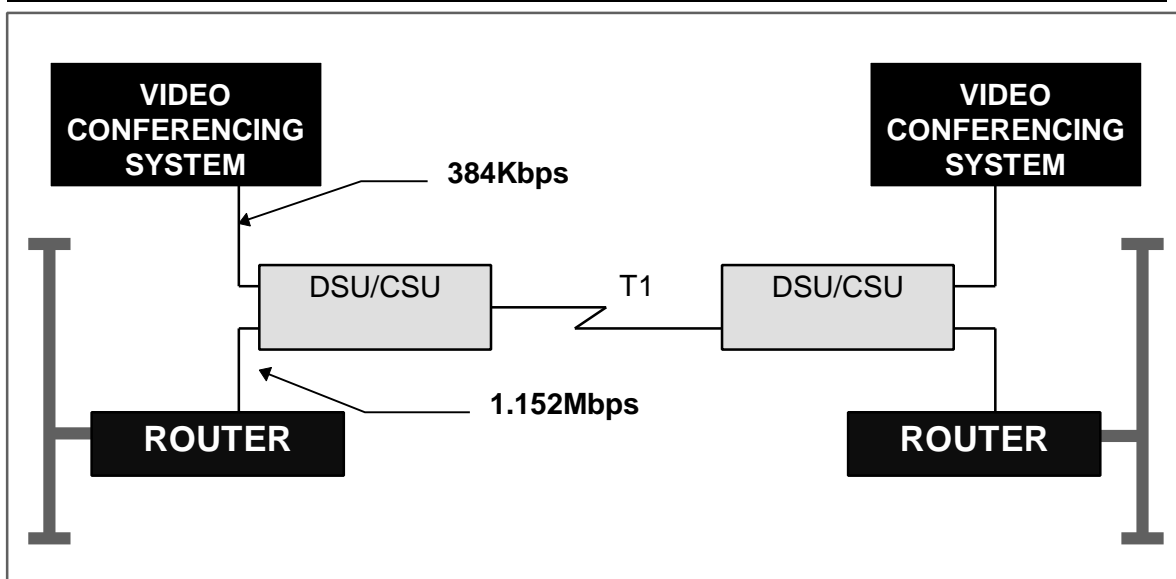 VIDEO
CONFERENCING
SYSTEM
VIDEO
CONFERENCING
SYSTEM
384Kbps
DSU/CSU
T1
DSU/CSU
1.152Mbps
ROUTER
ROUTER